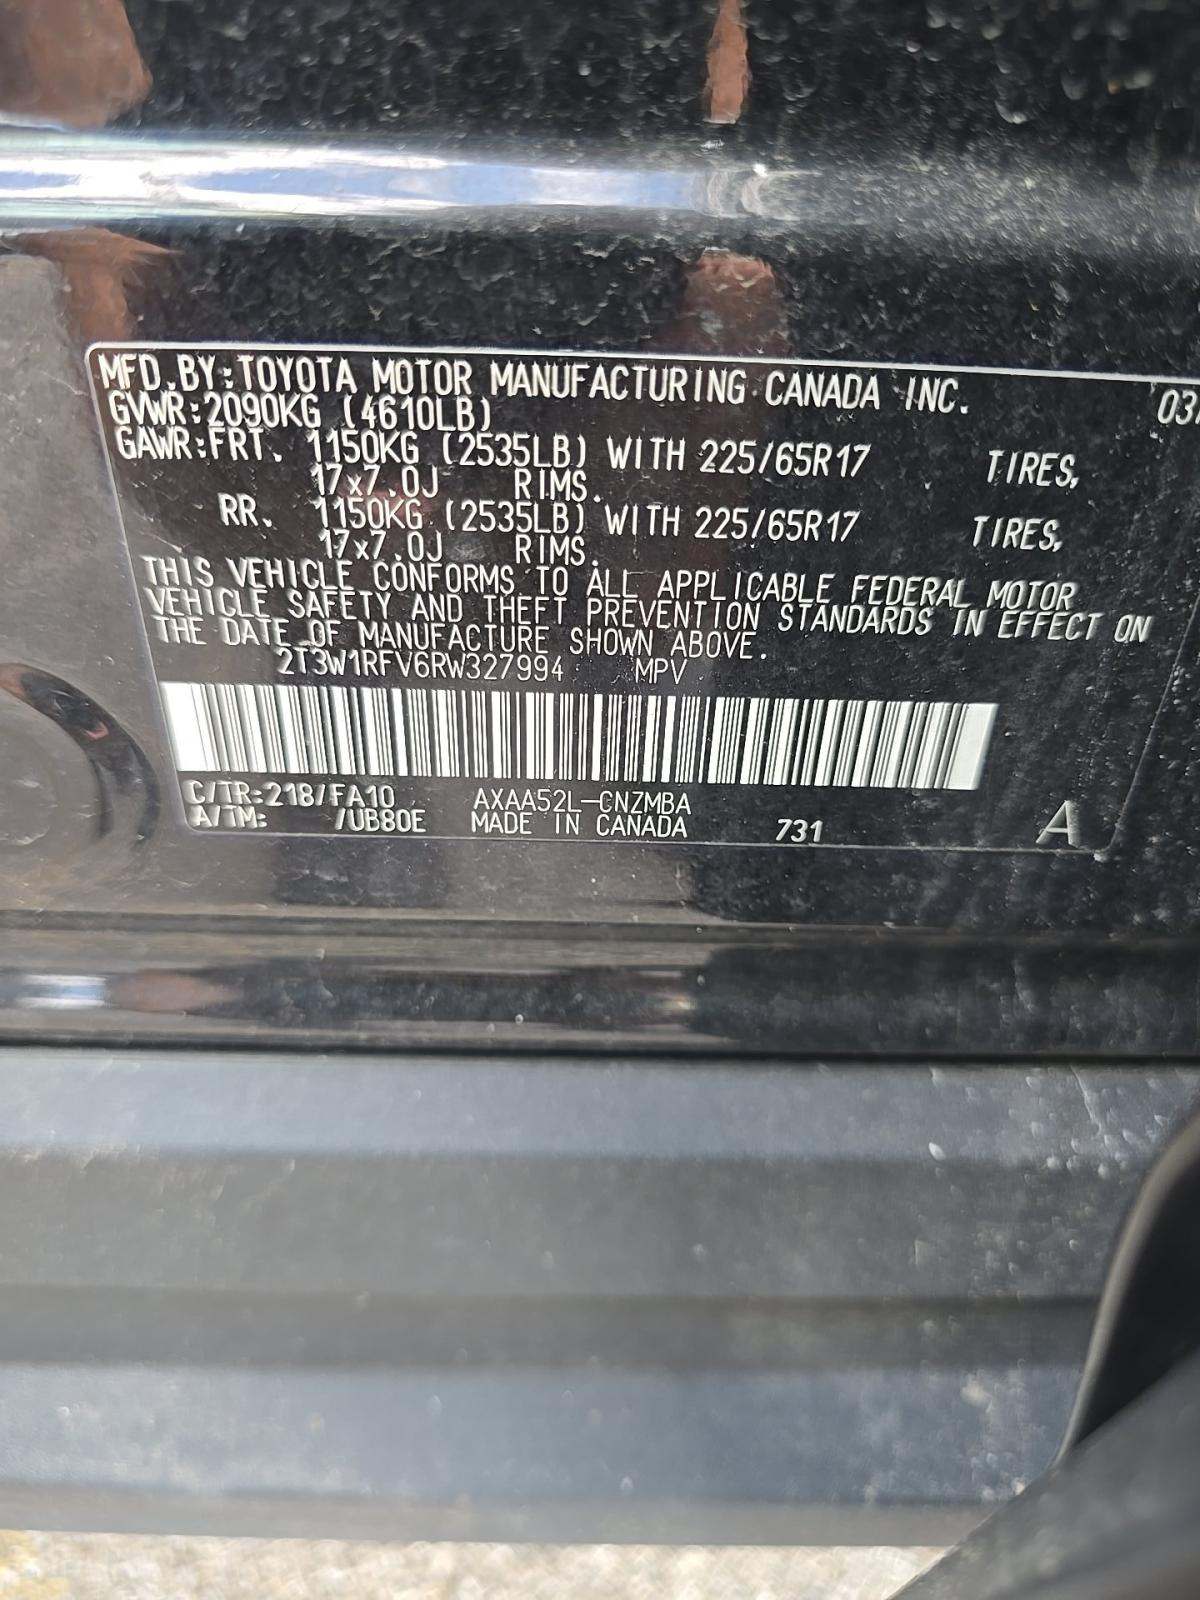 MFD.BY:TOYOTA MOTOR MANUFACTURING CANADA INC. 03
GVWR:2090KG (4610LB)
GAWR:FRT. 1150KG (2535LB) WITH 225/65R17 TIRES,
17x7.0J RIMS.
RR. 1150KG (2535LB) WITH 225/65R17 TIRES,
17x7.0J RIMS.
THIS VEHICLE CONFORMS TO ALL APPLICABLE FEDERAL MOTOR
VEHICLE SAFETY AND THEFT PREVENTION STANDARDS IN EFFECT ON
THE DATE OF MANUFACTURE SHOWN ABOVE.
2T3W1RFV6RW327994 MPV
C/TR:218/FA10 AXAA52L-CNZMBA
A/TM: /UB80E MADE IN CANADA 731 A